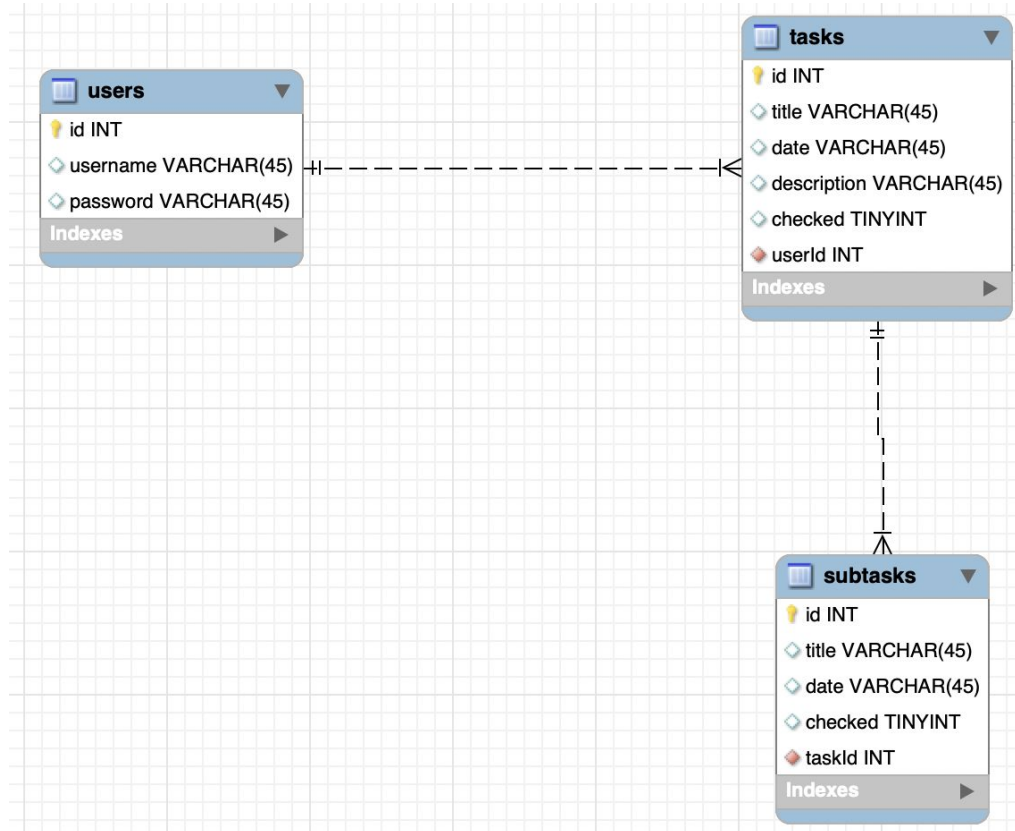 users
id INT
username VARCHAR(45)
password VARCHAR(45)
Indexes
tasks
id INT
title VARCHAR(45)
date VARCHAR(45)
description VARCHAR(45)
checked TINYINT
userId INT
Indexes
subtasks
id INT
title VARCHAR(45)
date VARCHAR(45)
checked TINYINT
taskId INT
Indexes